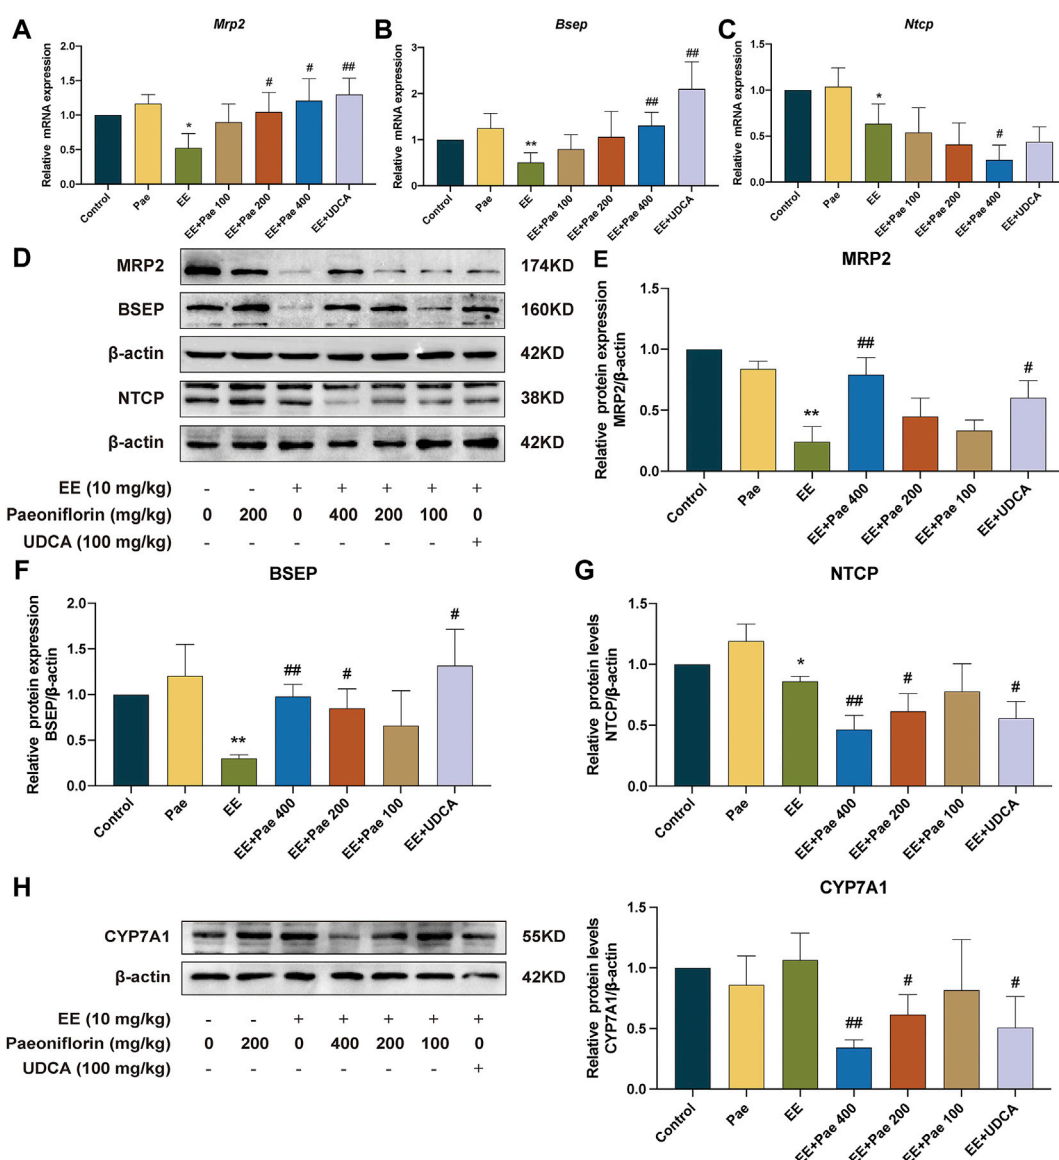 A
Mrp2
Relative mRNA expression
2.0
1.5
1.0
0.5
0.0
*
#
#
##
Control
Pae
EE
EE+Pae 100
EE+Pae 200
EE+Pae 400
EE+UDCA
B
Bsep
Relative mRNA expression
3
2
1
0
**
##
##
Control
Pae
EE
EE+Pae 100
EE+Pae 200
EE+Pae 400
EE+UDCA
C
Ntcp
Relative mRNA expression
1.5
1.0
0.5
0.0
*
#
Control
Pae
EE
EE+Pae 100
EE+Pae 200
EE+Pae 400
EE+UDCA
D
MRP2 174KD
BSEP 160KD
β-actin 42KD
NTCP 38KD
β-actin 42KD
EE (10 mg/kg) - - + + + + +
Paeoniflorin (mg/kg) 0 200 0 400 200 100 0
UDCA (100 mg/kg) - - - - - - +
E
MRP2
Relative protein expression
MRP2/β-actin
1.5
1.0
0.5
0.0
**
##
#
Control
Pae
EE
EE+Pae 400
EE+Pae 200
EE+Pae 100
EE+UDCA
F
BSEP
Relative protein expression
BSEP/β-actin
2.0
1.5
1.0
0.5
0.0
**
##
#
#
Control
Pae
EE
EE+Pae 400
EE+Pae 200
EE+Pae 100
EE+UDCA
G
NTCP
Relative protein levels
NTCP/β-actin
1.5
1.0
0.5
0.0
*
##
#
#
Control
Pae
EE
EE+Pae 400
EE+Pae 200
EE+Pae 100
EE+UDCA
H
CYP7A1 55KD
β-actin 42KD
EE (10 mg/kg) - - + + + + +
Paeoniflorin (mg/kg) 0 200 0 400 200 100 0
UDCA (100 mg/kg) - - - - - - +
CYP7A1
Relative protein levels
CYP7A1/β-actin
1.5
1.0
0.5
0.0
##
#
#
Control
Pae
EE
EE+Pae 400
EE+Pae 200
EE+Pae 100
EE+UDCA